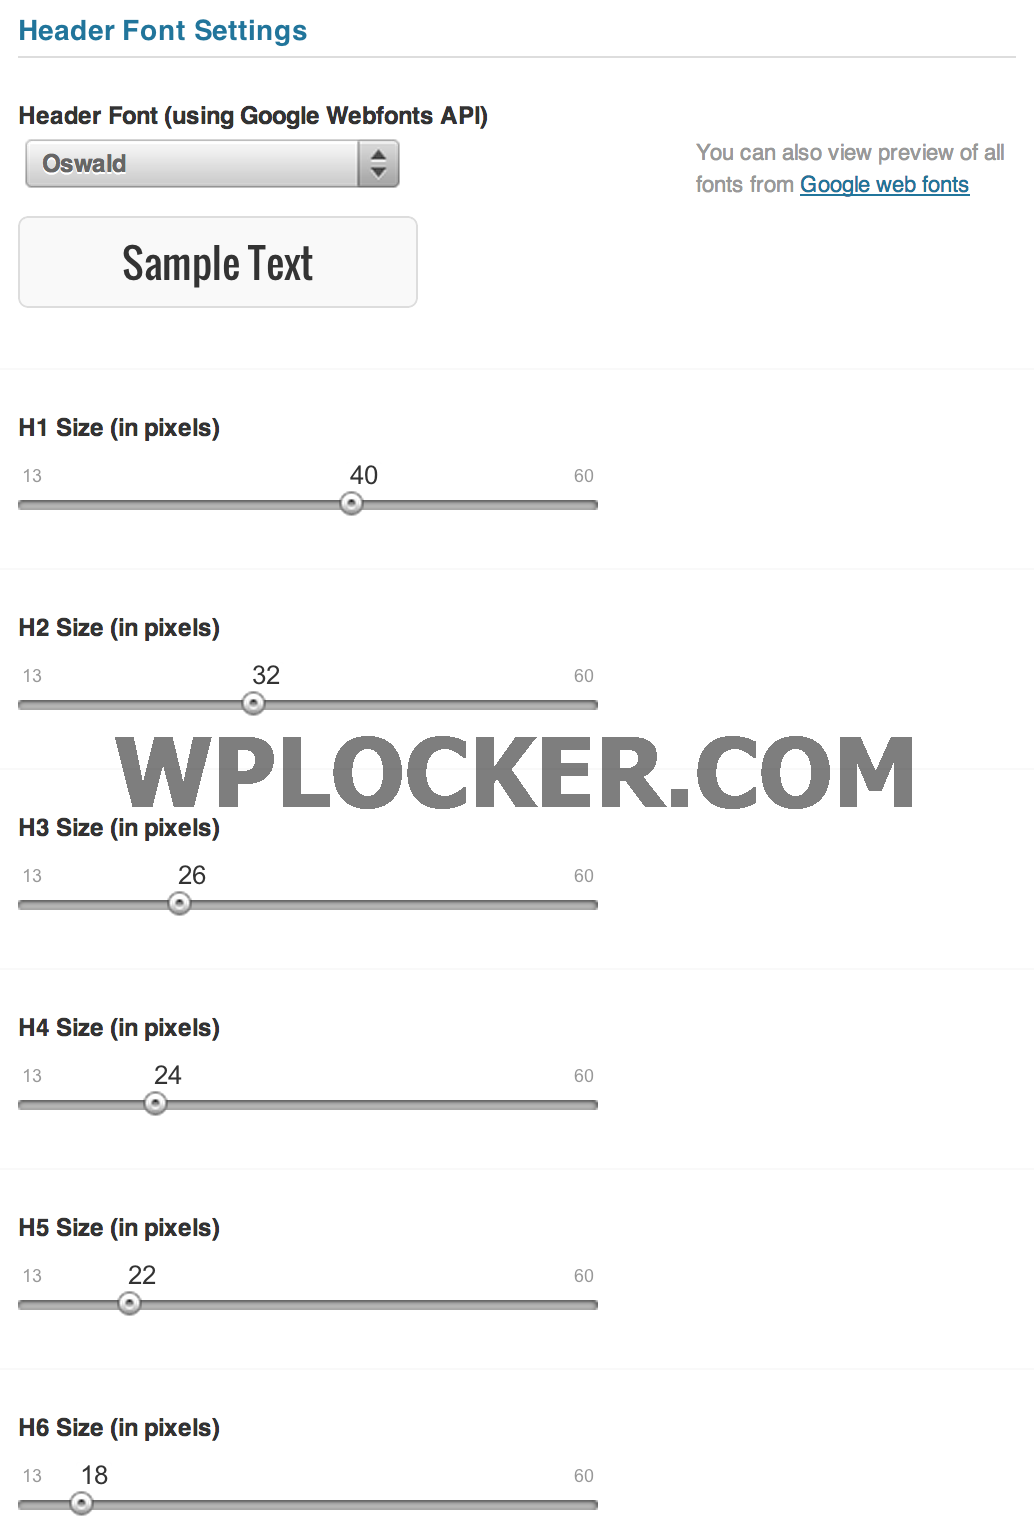 Header Font Settings
Header Font (using Google Webfonts API)
Oswald
You can also view preview of all
fonts from Google web fonts
Sample Text
H1 Size (in pixels)
13 40 60
H2 Size (in pixels)
13 32 60
WPLOCKER.COM
H3 Size (in pixels)
13 26 60
H4 Size (in pixels)
13 24 60
H5 Size (in pixels)
13 22 60
H6 Size (in pixels)
13 18 60